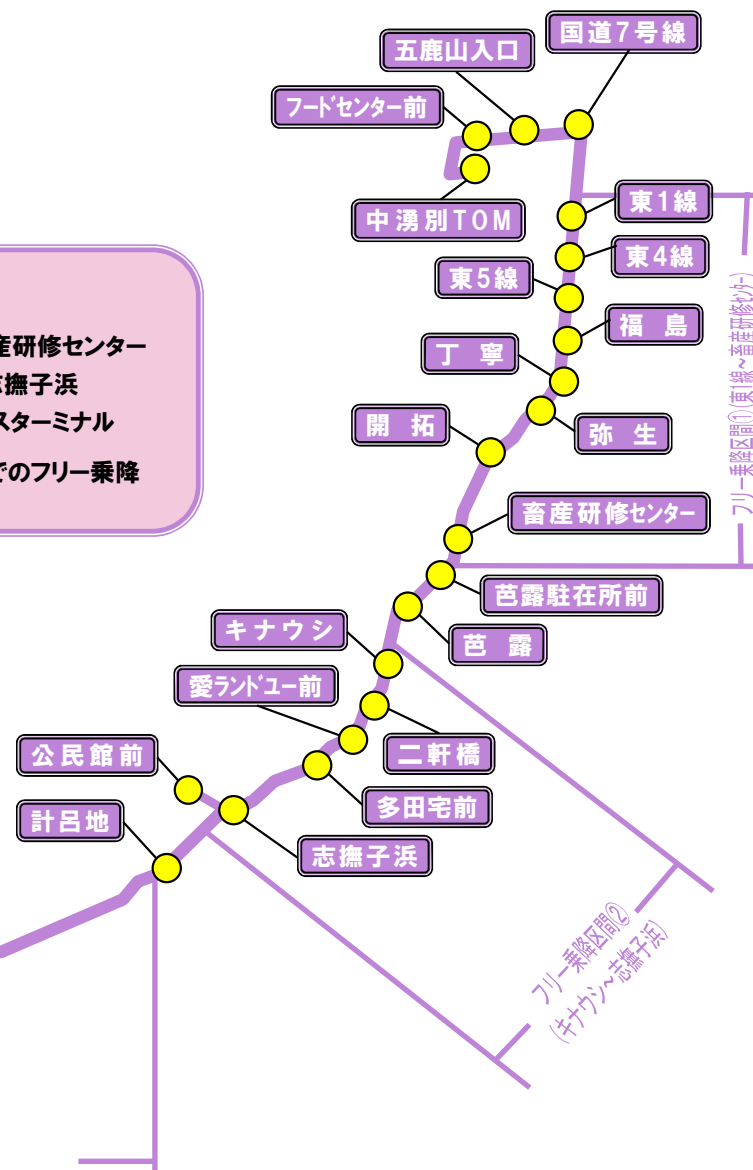 国道7号線
五鹿山入口
フードセンター前
中湧別TOM
東1線
東4線
東5線
福島
丁寧
弥生
開拓
畜産研修センター
芭露駐在所前
芭露
キナウシ
愛ランドユー前
二軒橋
公民館前
多田宅前
計呂地
志撫子浜
産研修センター
撫子浜
スターミナル
でのフリー乗降
フリー乗降区間①(東1線~畜産研修センター)
フリー乗降区間②
(キナウシ~志撫子浜)